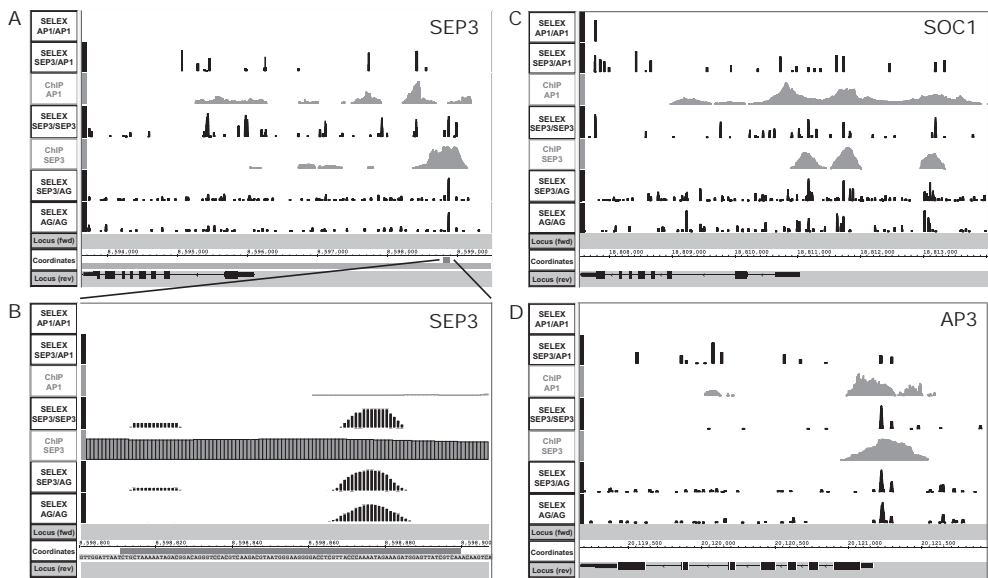 A
SEP3
SELEX
AP1/AP1
SELEX
SEP3/AP1
ChIP
AP1
SELEX
SEP3/SEP3
ChIP
SEP3
SELEX
SEP3/AG
SELEX
AG/AG
Locus (fwd)
Coordinates
8,594,000 8,595,000 8,596,000 8,597,000 8,598,000 8,599,000
Locus (rev)
B
SEP3
SELEX
AP1/AP1
SELEX
SEP3/AP1
ChIP
AP1
SELEX
SEP3/SEP3
ChIP
SEP3
SELEX
SEP3/AG
SELEX
AG/AG
Locus (fwd)
8,598,800 8,598,820 8,598,840 8,598,860 8,598,880 8,598,900
Coordinates
Locus (rev)
C
SOC1
SELEX
AP1/AP1
SELEX
SEP3/AP1
ChIP
AP1
SELEX
SEP3/SEP3
ChIP
SEP3
SELEX
SEP3/AG
SELEX
AG/AG
Locus (fwd)
Coordinates
18,808,000 18,809,000 18,810,000 18,811,000 18,812,000 18,813,000
Locus (rev)
D
AP3
SELEX
AP1/AP1
SELEX
SEP3/AP1
ChIP
AP1
SELEX
SEP3/SEP3
ChIP
SEP3
SELEX
SEP3/AG
SELEX
AG/AG
Locus (fwd)
Coordinates
20,119,500 20,120,000 20,120,500 20,121,000 20,121,500
Locus (rev)